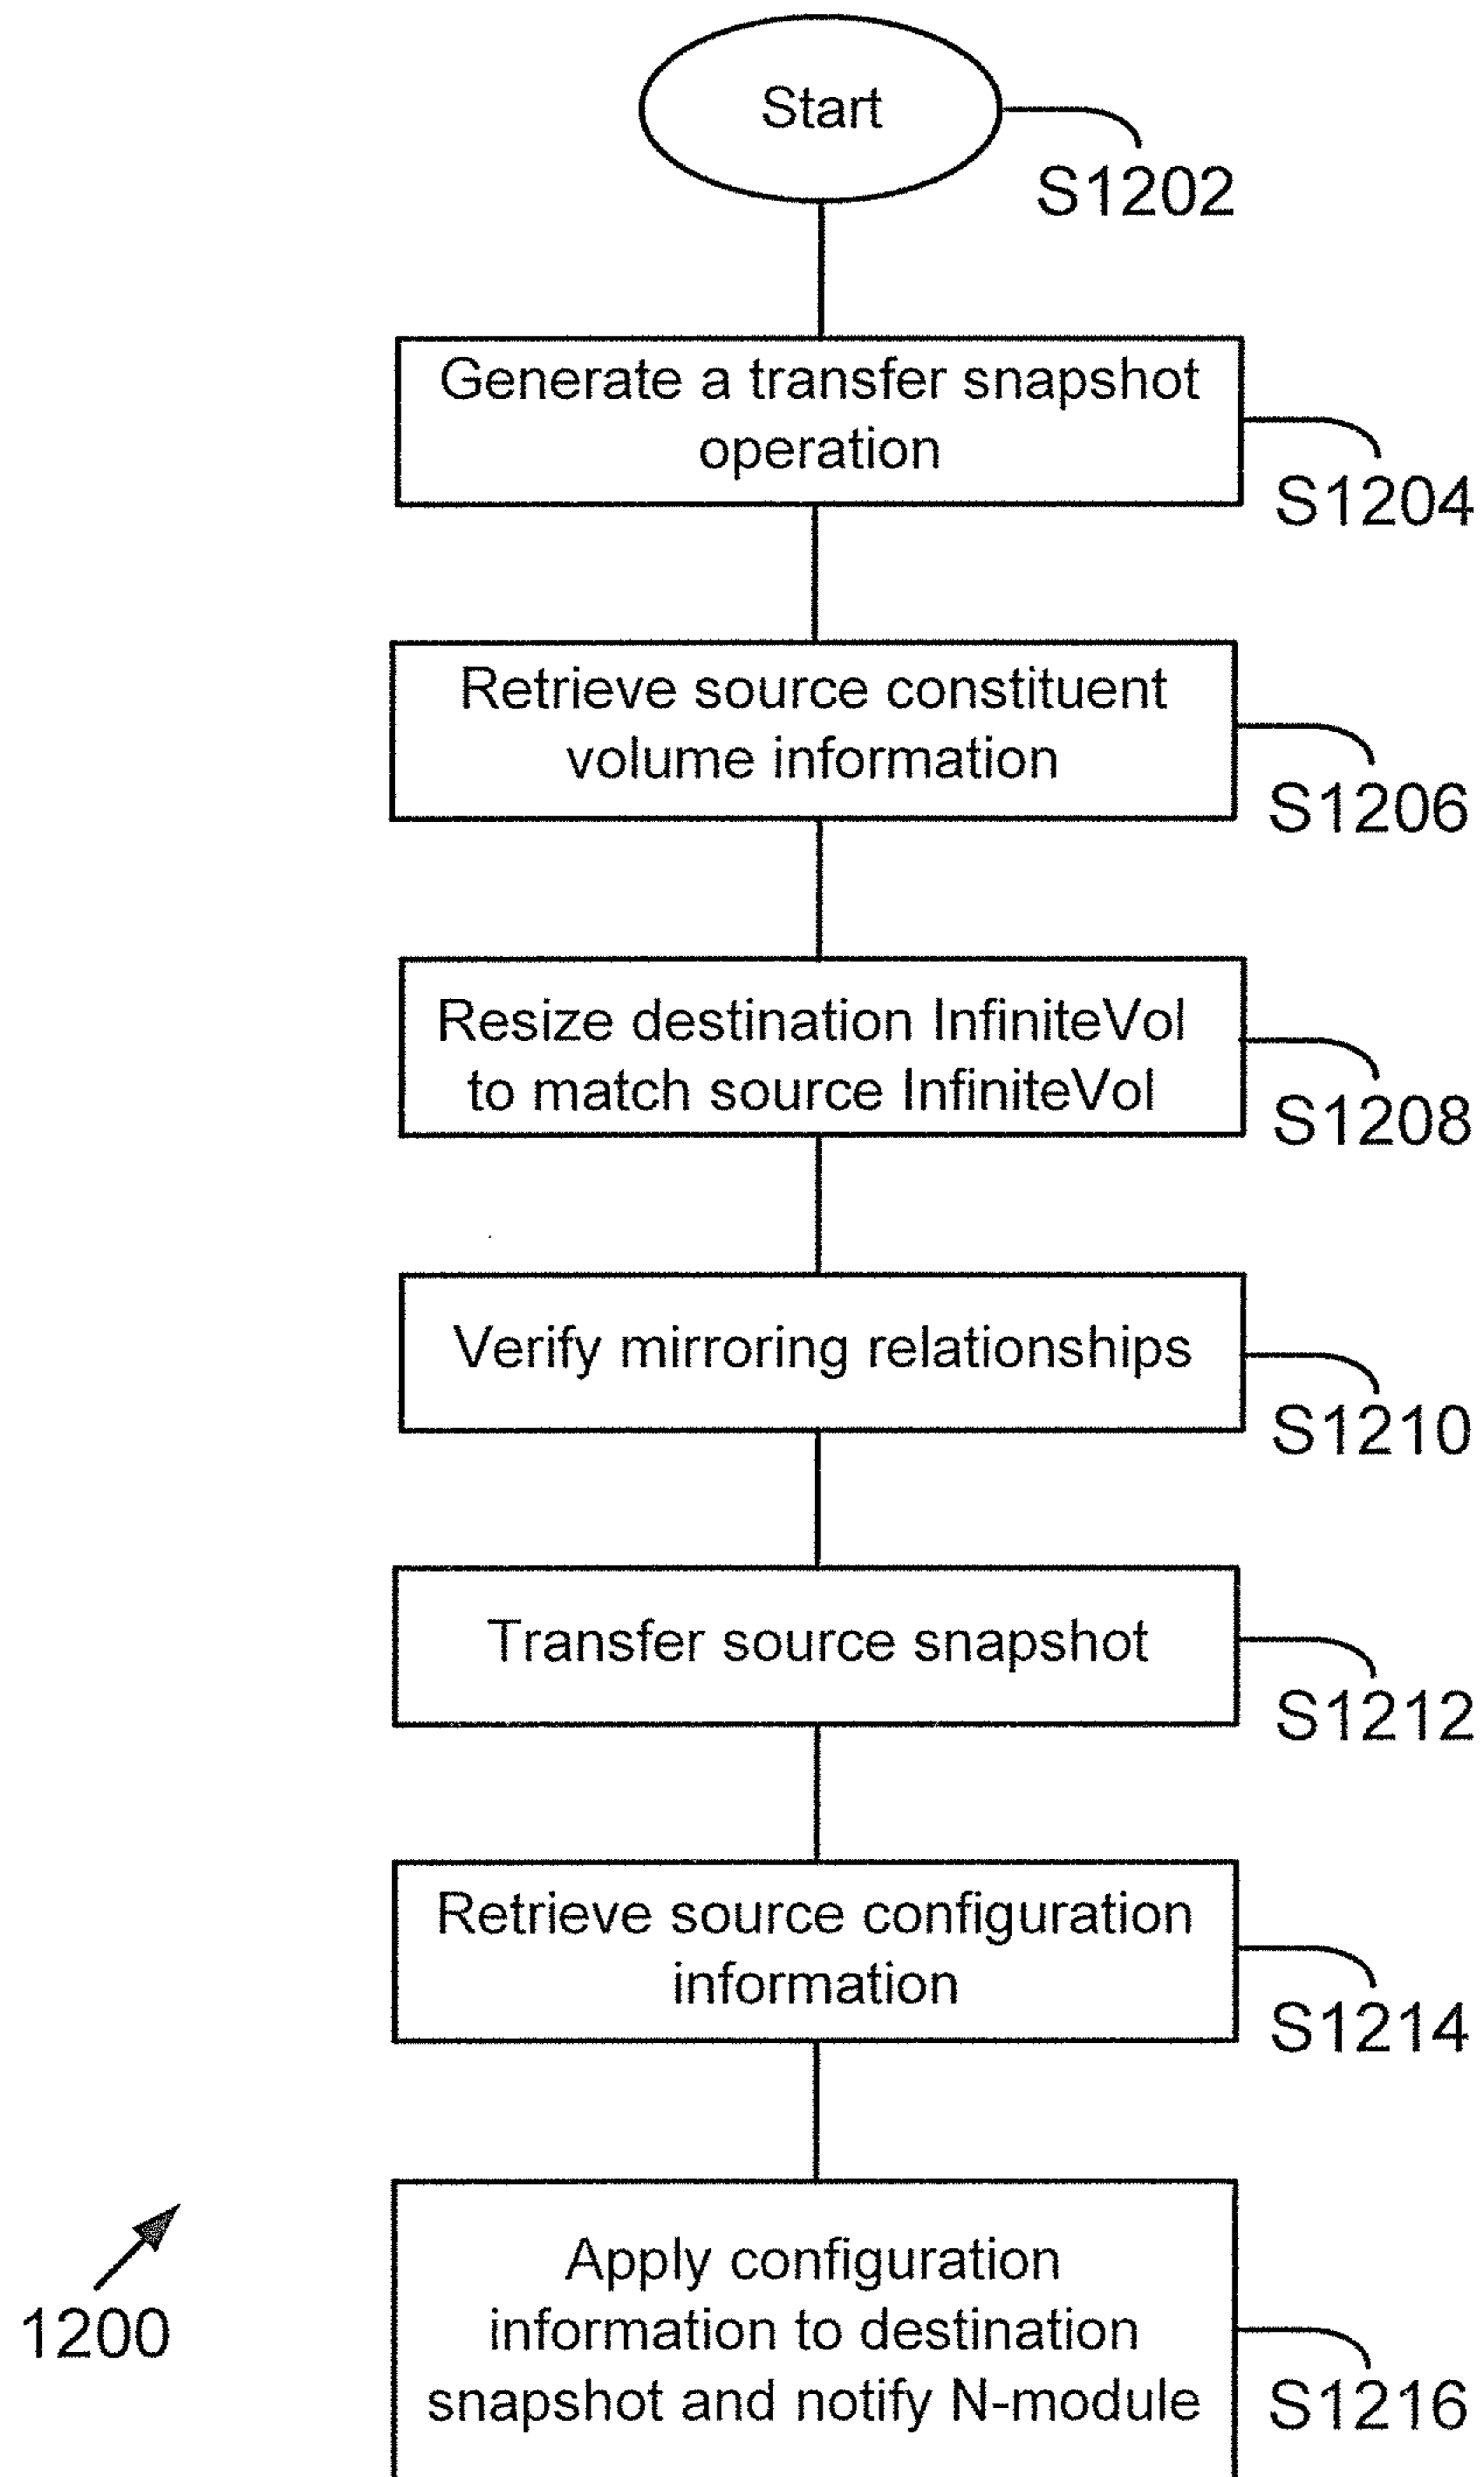 Start
S1202
Generate a transfer snapshot
operation
S1204
Retrieve source constituent
volume information
S1206
Resize destination InfiniteVol
to match source InfiniteVol
S1208
Verify mirroring relationships
S1210
Transfer source snapshot
S1212
Retrieve source configuration
information
S1214
Apply configuration
information to destination
snapshot and notify N-module
S1216
1200